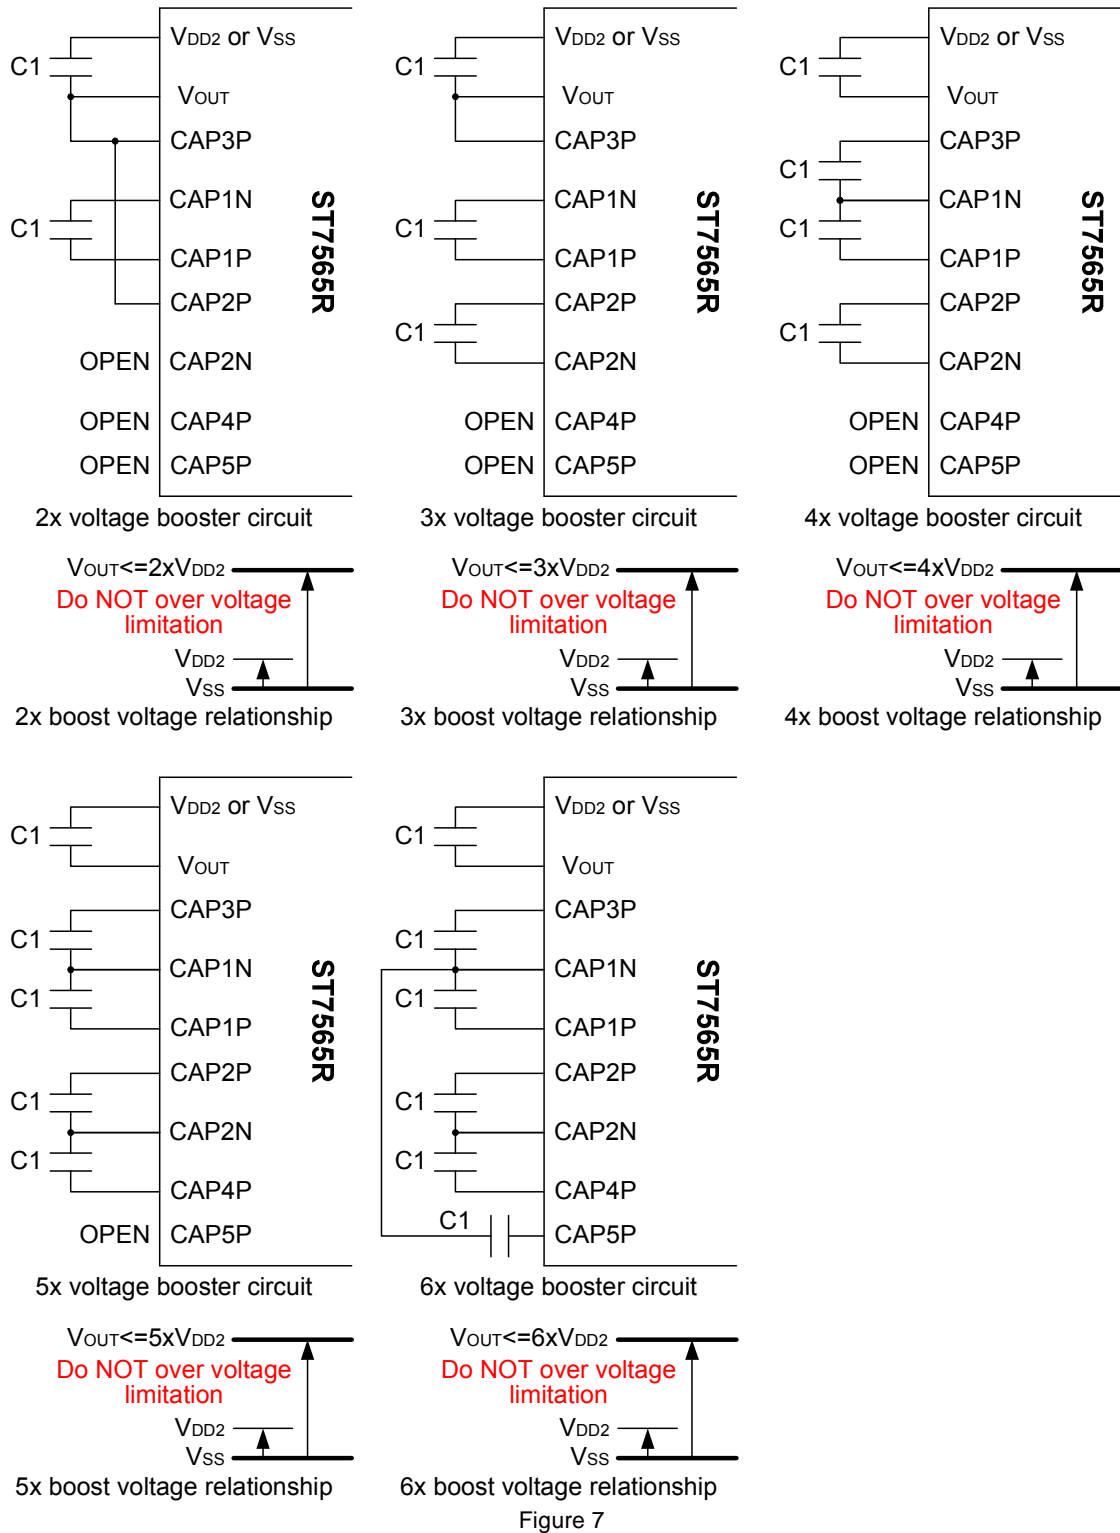 VDD2 or VSS
C1
VOUT
CAP3P
CAP1N
C1
CAP1P
CAP2P
OPEN CAP2N
OPEN CAP4P
OPEN CAP5P
ST7565R
2x voltage booster circuit
VOUT<=2xVDD2
Do NOT over voltage
limitation
VDD2
VSS
2x boost voltage relationship
VDD2 or VSS
C1
VOUT
CAP3P
CAP1N
C1
CAP1P
CAP2P
C1
CAP2N
OPEN CAP4P
OPEN CAP5P
ST7565R
3x voltage booster circuit
VOUT<=3xVDD2
Do NOT over voltage
limitation
VDD2
VSS
3x boost voltage relationship
VDD2 or VSS
C1
VOUT
CAP3P
C1
CAP1N
C1
CAP1P
CAP2P
C1
CAP2N
OPEN CAP4P
OPEN CAP5P
ST7565R
4x voltage booster circuit
VOUT<=4xVDD2
Do NOT over voltage
limitation
VDD2
VSS
4x boost voltage relationship
VDD2 or VSS
C1
VOUT
CAP3P
C1
CAP1N
C1
CAP1P
CAP2P
C1
CAP2N
C1
CAP4P
OPEN CAP5P
ST7565R
5x voltage booster circuit
VOUT<=5xVDD2
Do NOT over voltage
limitation
VDD2
VSS
5x boost voltage relationship
VDD2 or VSS
C1
VOUT
CAP3P
C1
CAP1N
C1
CAP1P
CAP2P
C1
CAP2N
C1
CAP4P
C1
CAP5P
ST7565R
6x voltage booster circuit
VOUT<=6xVDD2
Do NOT over voltage
limitation
VDD2
VSS
6x boost voltage relationship
Figure 7